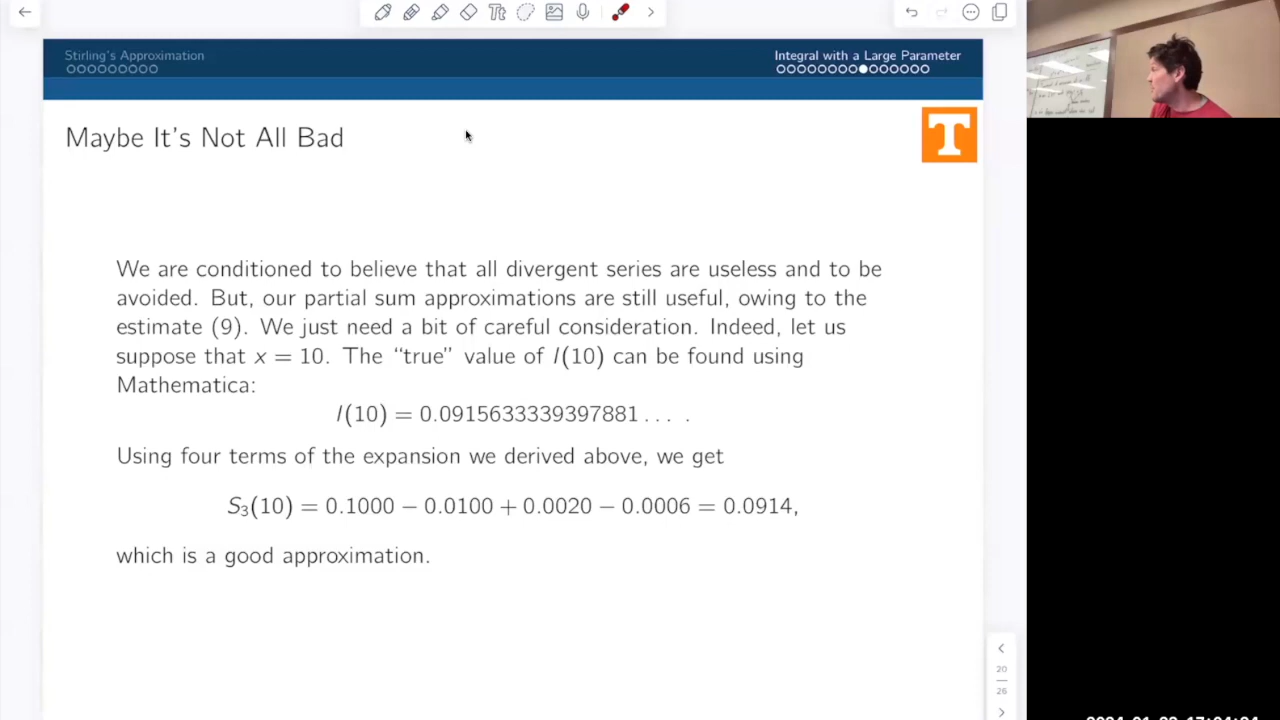 Stirling's Approximation
Integral with a Large Parameter
Maybe It's Not All Bad
T
We are conditioned to believe that all divergent series are useless and to be
avoided. But, our partial sum approximations are still useful, owing to the
estimate (9). We just need a bit of careful consideration. Indeed, let us
suppose that x = 10. The “true” value of I(10) can be found using
Mathematica:
I(10) = 0.0915633339397881 . . . .
Using four terms of the expansion we derived above, we get
S₃(10) = 0.1000 − 0.0100 + 0.0020 − 0.0006 = 0.0914,
which is a good approximation.
20
26